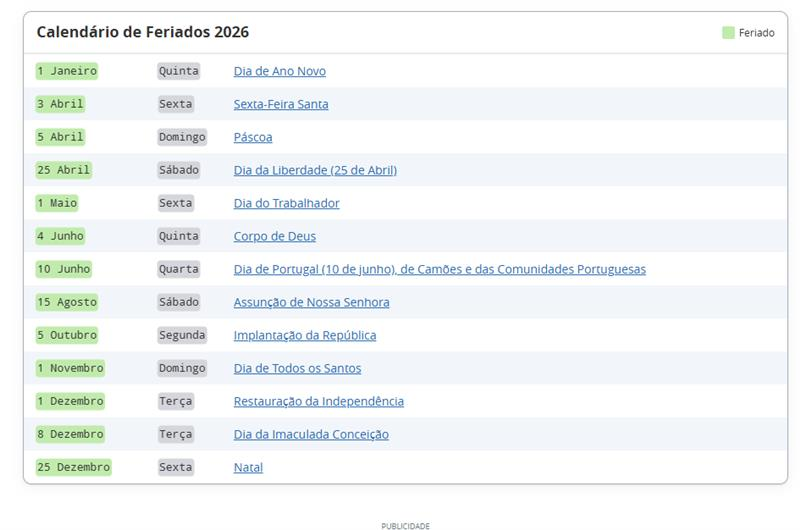 Calendário de Feriados 2026
Feriado
1 Janeiro Quinta Dia de Ano Novo
3 Abril Sexta Sexta-Feira Santa
5 Abril Domingo Páscoa
25 Abril Sábado Dia da Liberdade (25 de Abril)
1 Maio Sexta Dia do Trabalhador
4 Junho Quinta Corpo de Deus
10 Junho Quarta Dia de Portugal (10 de junho), de Camões e das Comunidades Portuguesas
15 Agosto Sábado Assunção de Nossa Senhora
5 Outubro Segunda Implantação da República
1 Novembro Domingo Dia de Todos os Santos
1 Dezembro Terça Restauração da Independência
8 Dezembro Terça Dia da Imaculada Conceição
25 Dezembro Sexta Natal
PUBLICIDADE